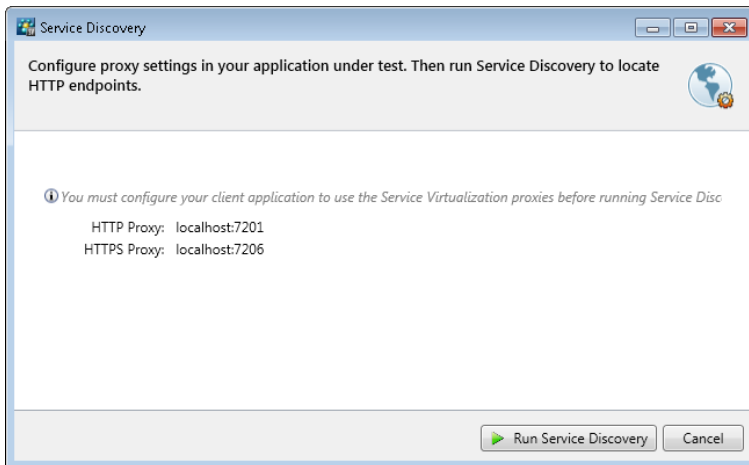 Service Discovery
Configure proxy settings in your application under test. Then run Service Discovery to locate
HTTP endpoints.
You must configure your client application to use the Service Virtualization proxies before running Service Disc
HTTP Proxy: localhost:7201
HTTPS Proxy: localhost:7206
Run Service Discovery Cancel